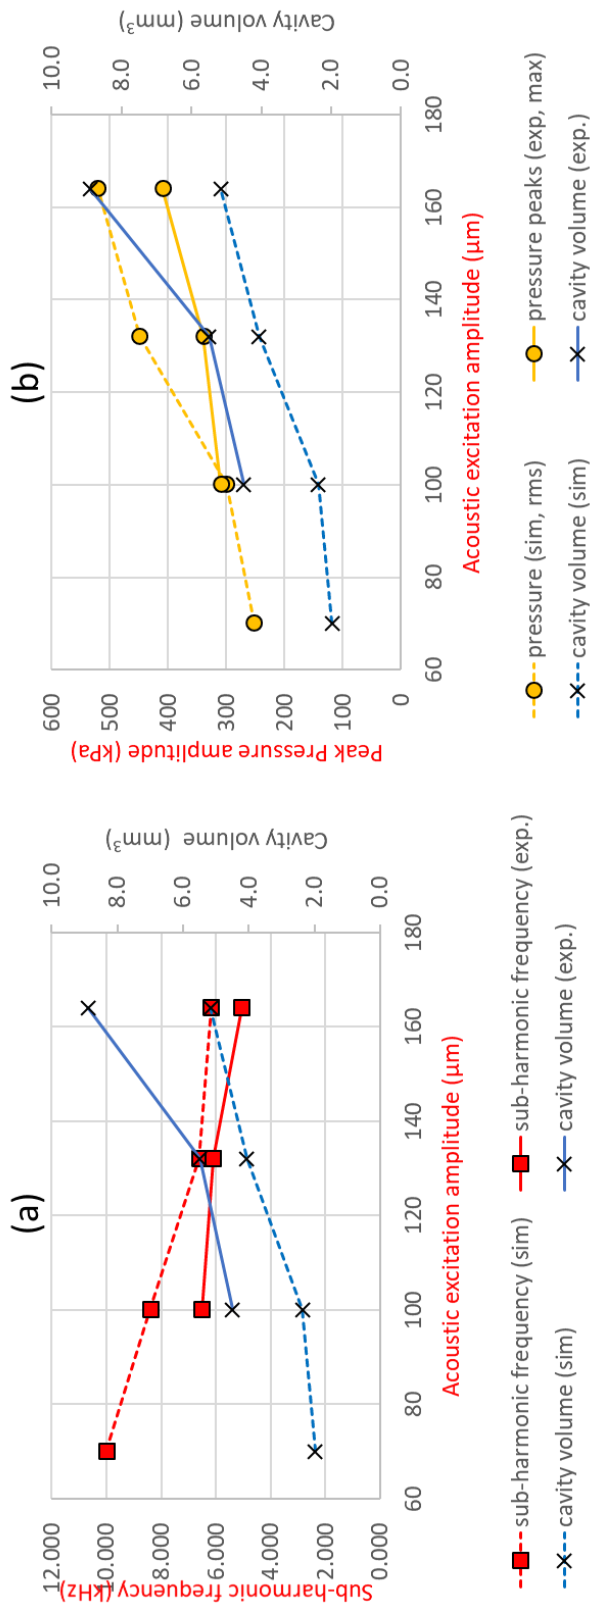 (a)
Sub-harmonic frequency (kHz)
12.000
10.000
8.000
6.000
4.000
2.000
0.000
10.0
8.0
6.0
4.0
2.0
0.0
Cavity volume (mm³)
60 80 100 120 140 160 180
Acoustic excitation amplitude (µm)
sub-harmonic frequency (sim) sub-harmonic frequency (exp.)
cavity volume (sim) cavity volume (exp.)
(b)
Peak Pressure amplitude (kPa)
600
500
400
300
200
100
0
10.0
8.0
6.0
4.0
2.0
0.0
Cavity volume (mm³)
60 80 100 120 140 160 180
Acoustic excitation amplitude (µm)
pressure (sim, rms) pressure peaks (exp, max)
cavity volume (sim) cavity volume (exp.)